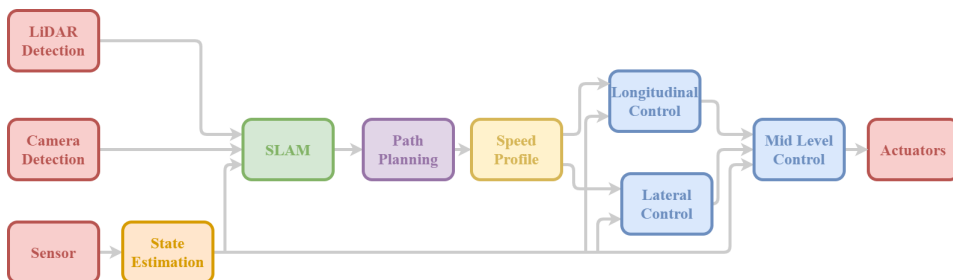 LiDAR
Detection
Camera
Detection
Sensor
State
Estimation
SLAM
Path
Planning
Speed
Profile
Longitudinal
Control
Lateral
Control
Mid Level
Control
Actuators